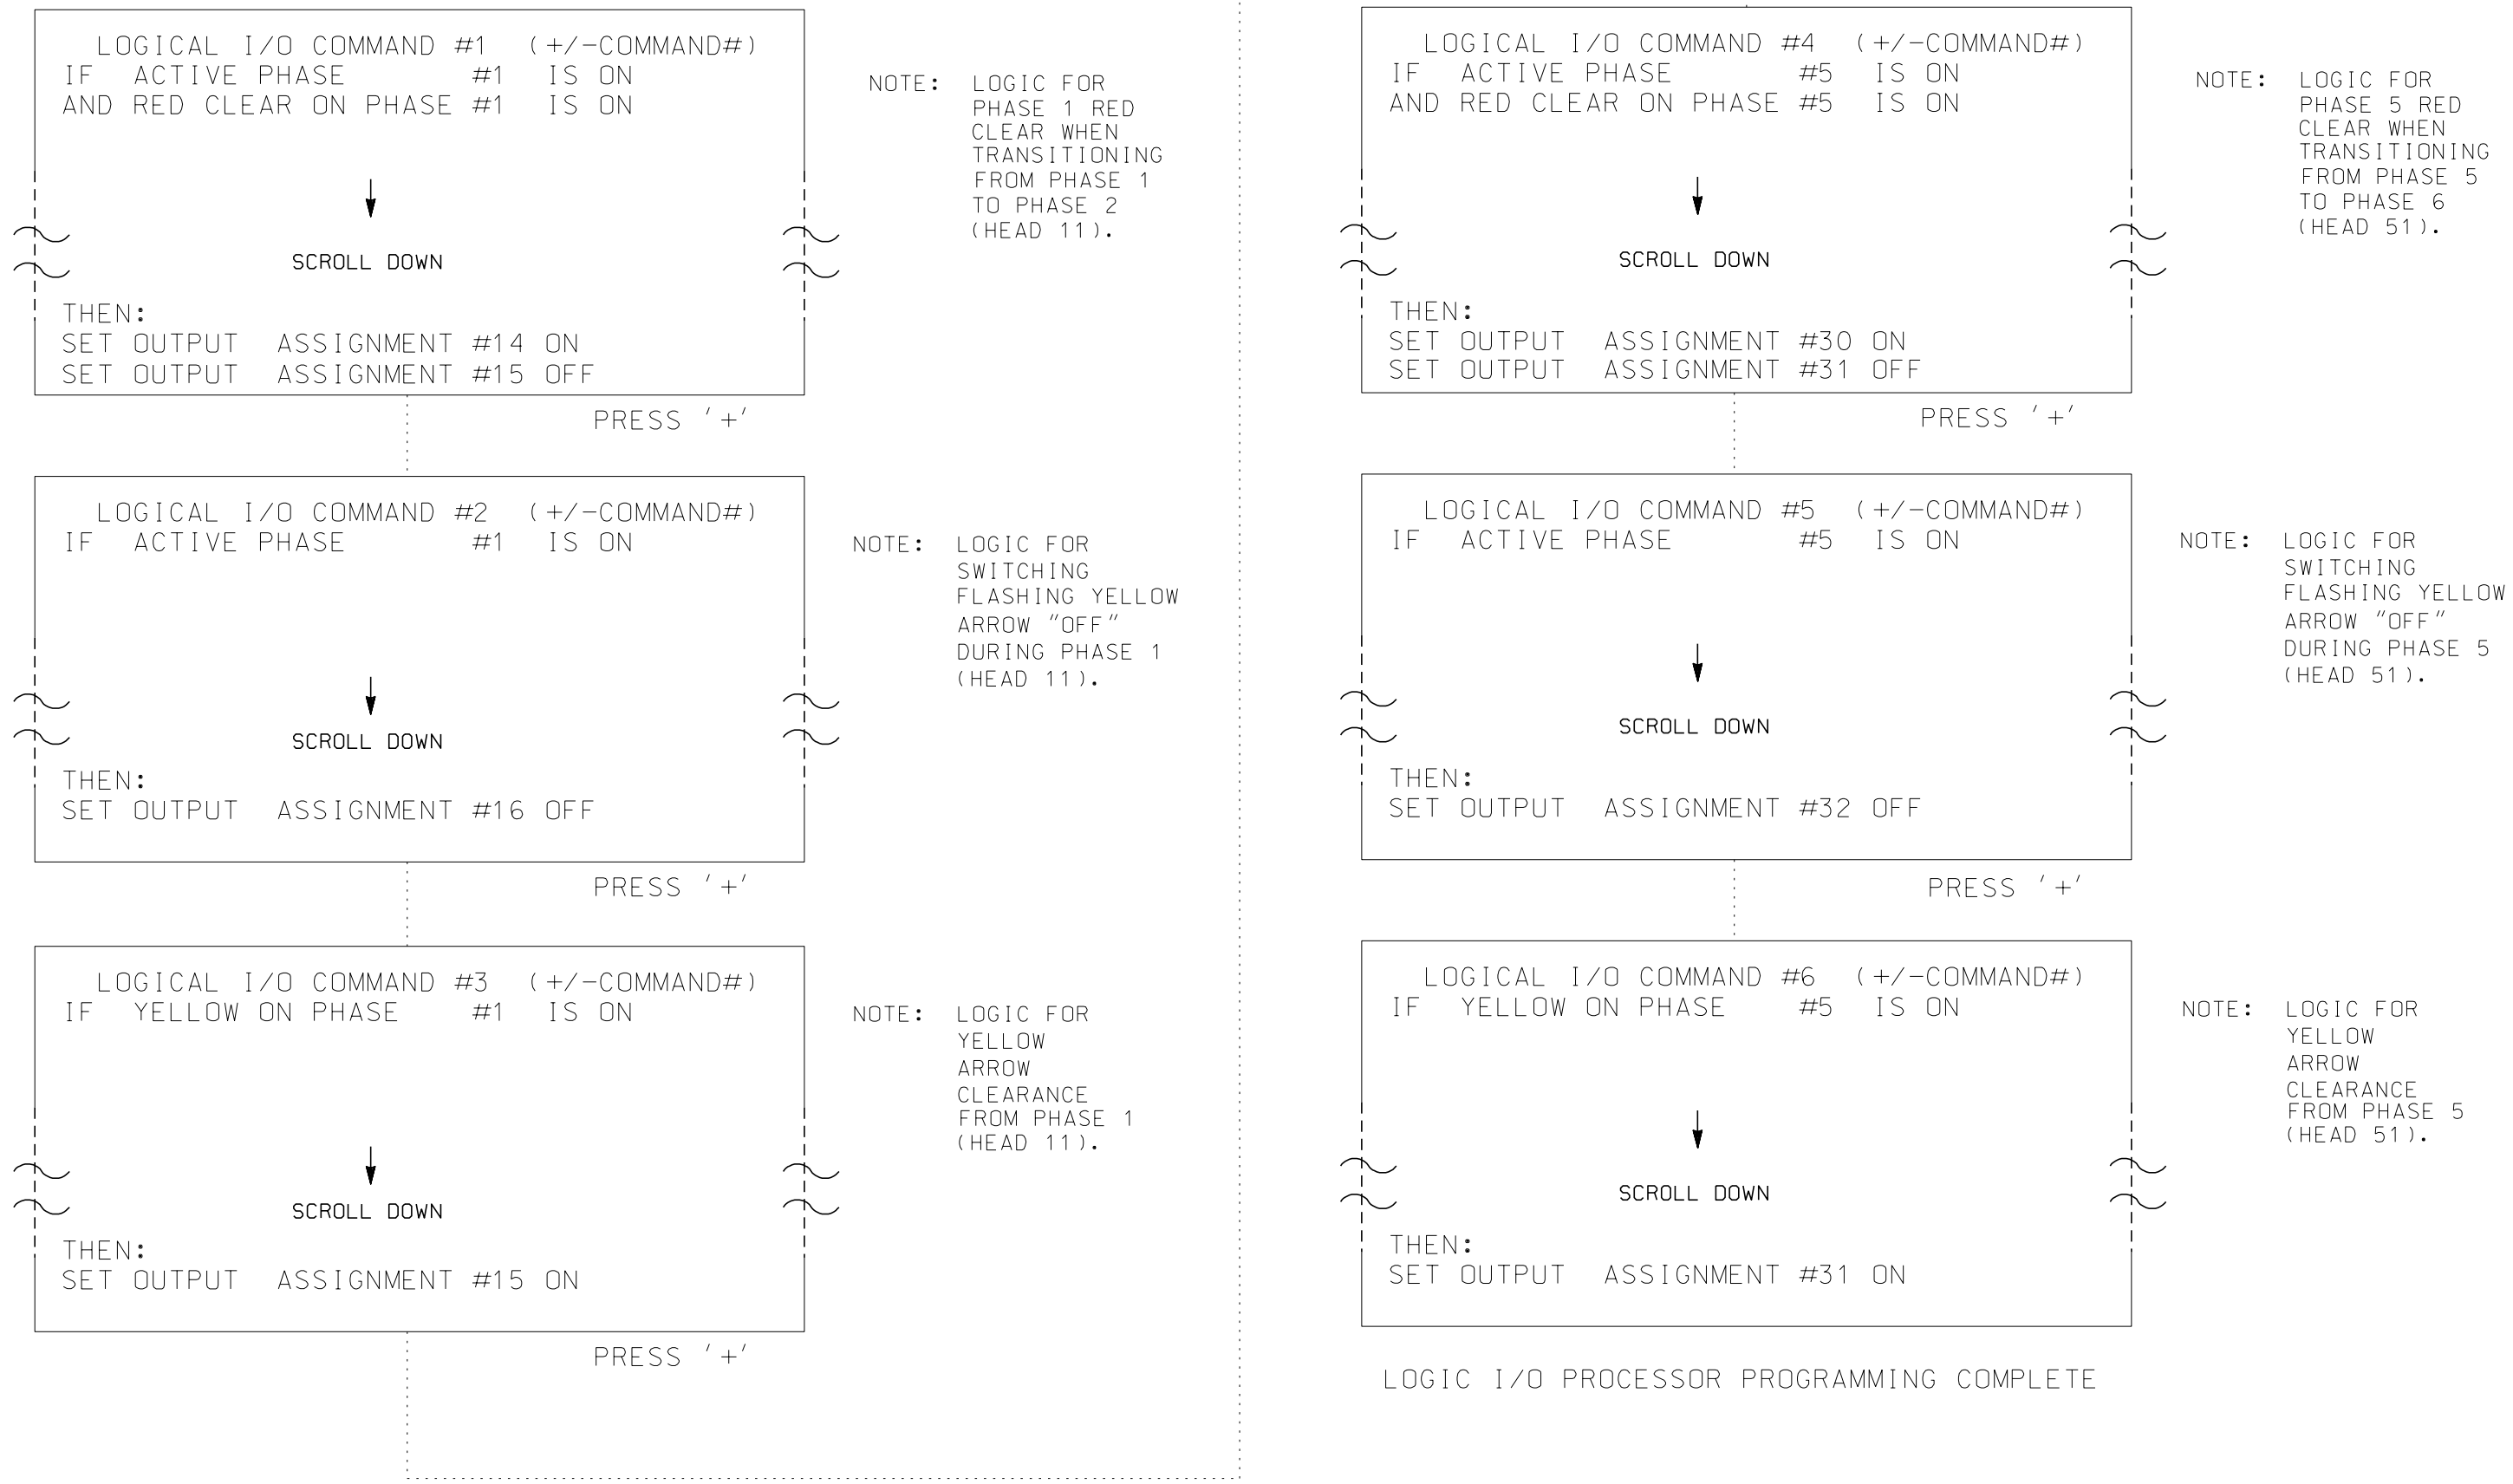 LOGICAL I/O COMMAND #1 (+/-COMMAND#)
IF ACTIVE PHASE #1 IS ON
AND RED CLEAR ON PHASE #1 IS ON
SCROLL DOWN
THEN:
SET OUTPUT ASSIGNMENT #14 ON
SET OUTPUT ASSIGNMENT #15 OFF
PRESS '+'
NOTE: LOGIC FOR
PHASE 1 RED
CLEAR WHEN
TRANSITIONING
FROM PHASE 1
TO PHASE 2
(HEAD 11).
LOGICAL I/O COMMAND #2 (+/-COMMAND#)
IF ACTIVE PHASE #1 IS ON
SCROLL DOWN
THEN:
SET OUTPUT ASSIGNMENT #16 OFF
PRESS '+'
NOTE: LOGIC FOR
SWITCHING
FLASHING YELLOW
ARROW "OFF"
DURING PHASE 1
(HEAD 11).
LOGICAL I/O COMMAND #3 (+/-COMMAND#)
IF YELLOW ON PHASE #1 IS ON
SCROLL DOWN
THEN:
SET OUTPUT ASSIGNMENT #15 ON
PRESS '+'
NOTE: LOGIC FOR
YELLOW
ARROW
CLEARANCE
FROM PHASE 1
(HEAD 11).
LOGICAL I/O COMMAND #4 (+/-COMMAND#)
IF ACTIVE PHASE #5 IS ON
AND RED CLEAR ON PHASE #5 IS ON
SCROLL DOWN
THEN:
SET OUTPUT ASSIGNMENT #30 ON
SET OUTPUT ASSIGNMENT #31 OFF
PRESS '+'
NOTE: LOGIC FOR
PHASE 5 RED
CLEAR WHEN
TRANSITIONING
FROM PHASE 5
TO PHASE 6
(HEAD 51).
LOGICAL I/O COMMAND #5 (+/-COMMAND#)
IF ACTIVE PHASE #5 IS ON
SCROLL DOWN
THEN:
SET OUTPUT ASSIGNMENT #32 OFF
PRESS '+'
NOTE: LOGIC FOR
SWITCHING
FLASHING YELLOW
ARROW "OFF"
DURING PHASE 5
(HEAD 51).
LOGICAL I/O COMMAND #6 (+/-COMMAND#)
IF YELLOW ON PHASE #5 IS ON
SCROLL DOWN
THEN:
SET OUTPUT ASSIGNMENT #31 ON
NOTE: LOGIC FOR
YELLOW
ARROW
CLEARANCE
FROM PHASE 5
(HEAD 51).
LOGIC I/O PROCESSOR PROGRAMMING COMPLETE